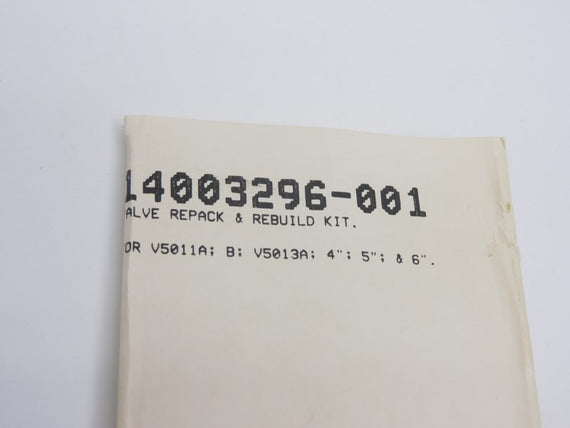 14003296-001
ALVE REPACK & REBUILD KIT.
OR V5011A; B; V5013A; 4"; 5"; & 6".